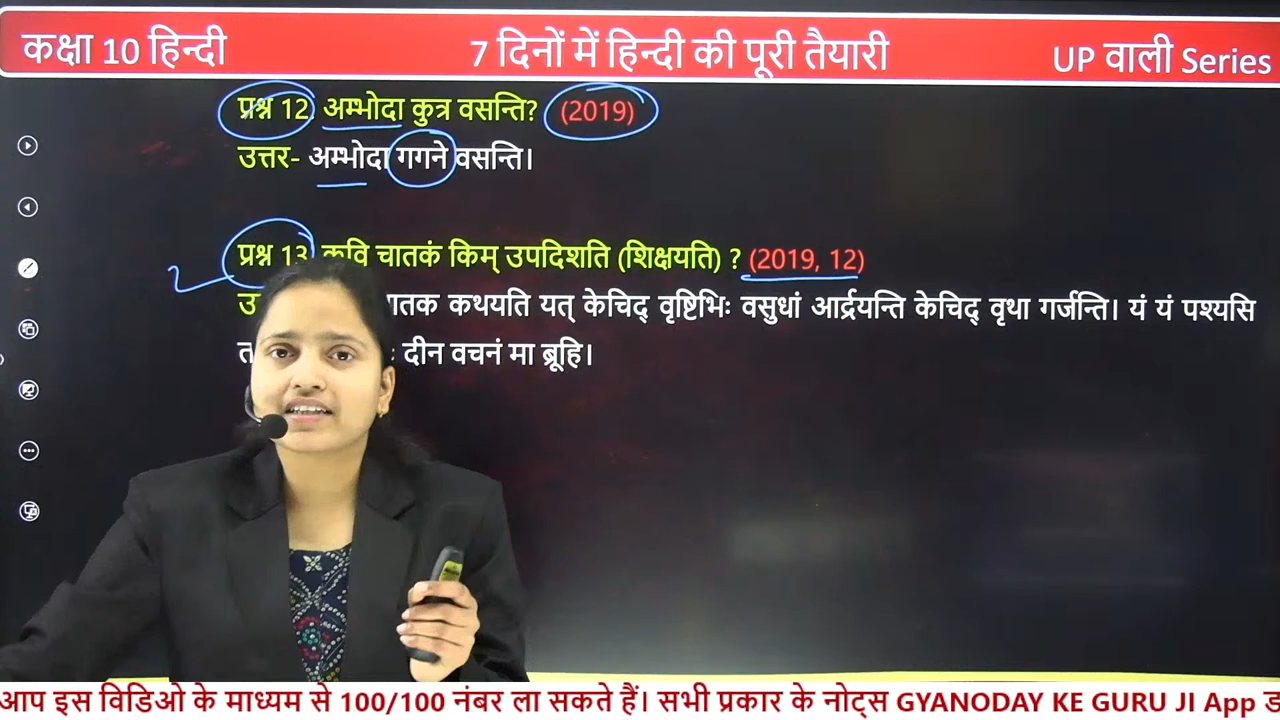 कक्षा 10 हिन्दी 7 दिनों में हिन्दी की पूरी तैयारी UP वाली Series
प्रश्न 12. अम्भोदा कुत्र वसन्ति? (2019)
उत्तर- अम्भोदा गगने वसन्ति।
प्रश्न 13. कवि चातकं किम् उपदिशति (शिक्षयति) ? (2019, 12)
कथयति यत् केचिद् वृष्टिभिः वसुधां आर्द्रयन्ति केचिद् वृथा गर्जन्ति। यं यं पश्यसि
दीन वचनं मा ब्रूहि।
आप इस विडिओ के माध्यम से 100/100 नंबर ला सकते हैं। सभी प्रकार के नोट्स GYANODAY KE GURU JI App